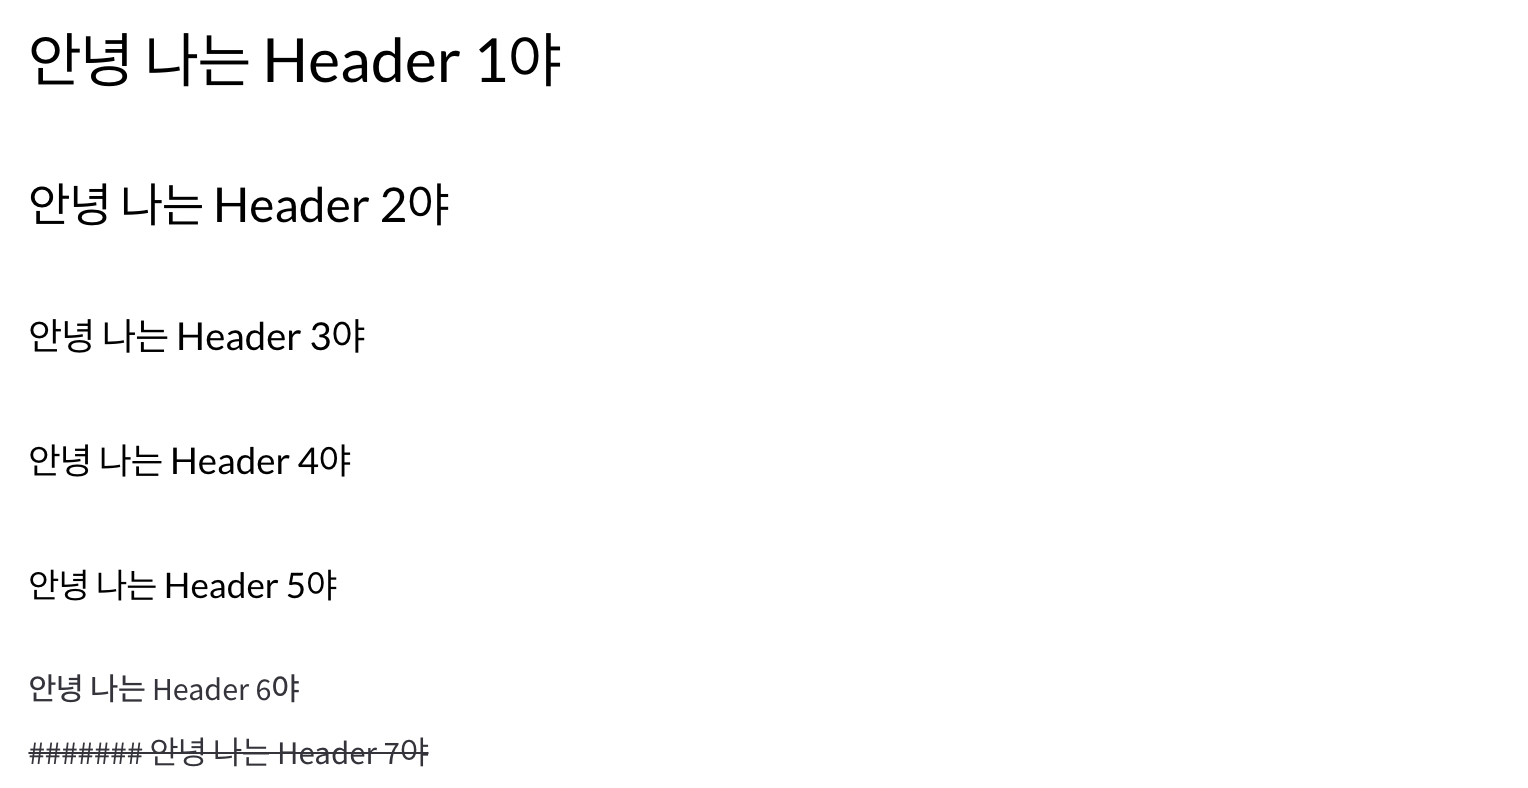 안녕 나는 Header 1야
안녕 나는 Header 2야
안녕 나는 Header 3야
안녕 나는 Header 4야
안녕 나는 Header 5야
안녕 나는 Header 6야
####### 안녕 나는 Header 7야